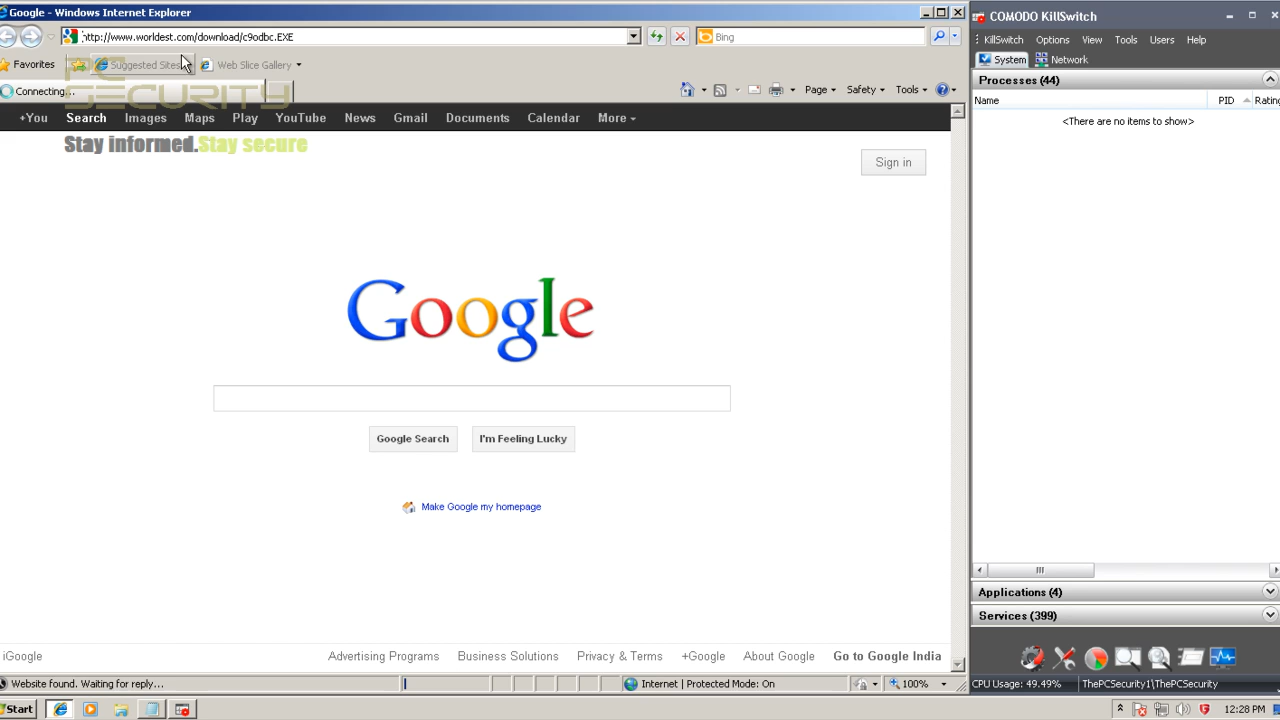 Google - Windows Internet Explorer
http://www.worldest.com/download/c9odbc.EXE
Bing
Favorites
Suggested Sites
Web Slice Gallery
PC SECURITY
Connecting...
Page
Safety
Tools
+You
Search
Images
Maps
Play
YouTube
News
Gmail
Documents
Calendar
More
Stay informed.Stay secure
Sign in
Google
Google Search
I'm Feeling Lucky
Make Google my homepage
iGoogle
Advertising Programs
Business Solutions
Privacy & Terms
+Google
About Google
Go to Google India
Website found. Waiting for reply...
Internet | Protected Mode: On
100%
COMODO KillSwitch
KillSwitch
Options
View
Tools
Users
Help
System
Network
Processes (44)
Name
PID
Rating
<There are no items to show>
Applications (4)
Services (399)
CPU Usage: 49.49%
ThePCSecurity1\ThePCSecurity
Start
12:28 PM